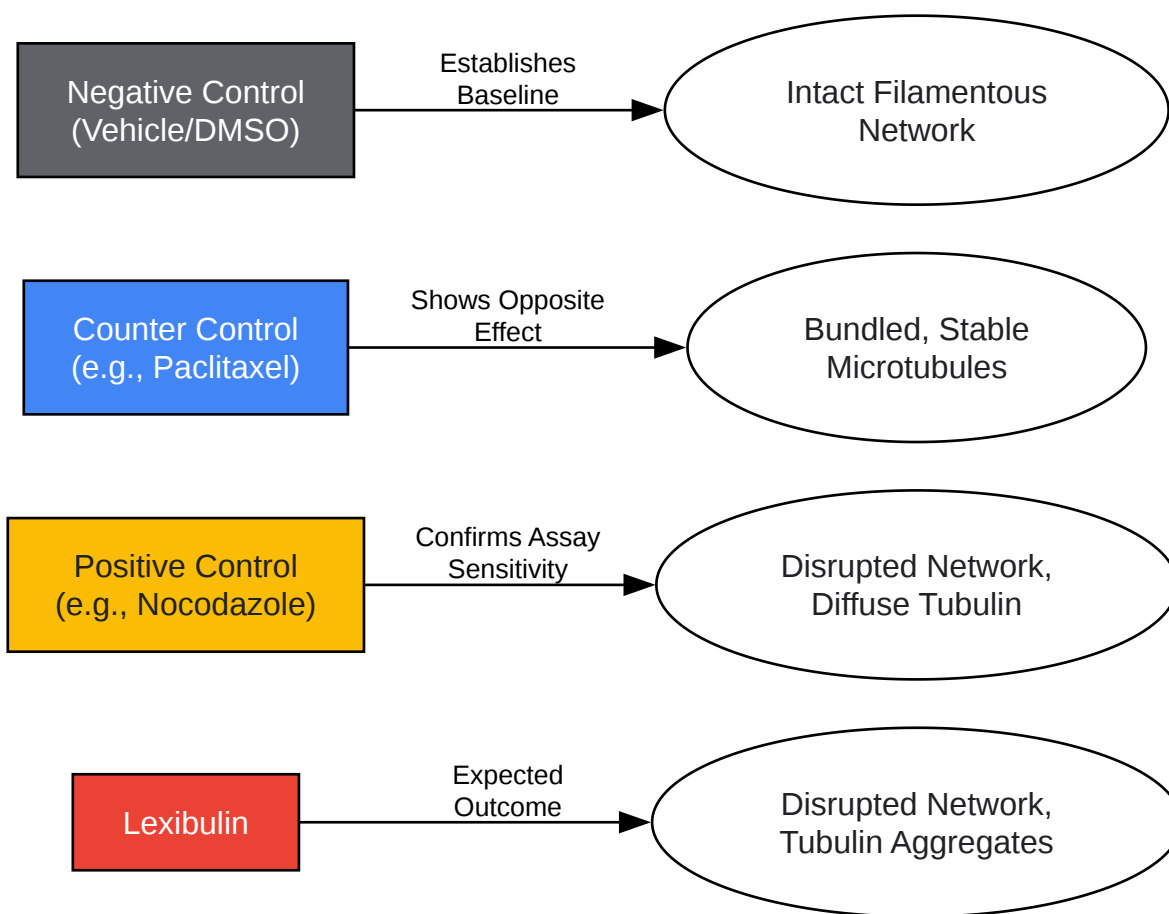 Negative Control
(Vehicle/DMSO)
Establishes
Baseline
Intact Filamentous
Network
Counter Control
(e.g., Paclitaxel)
Shows Opposite
Effect
Bundled, Stable
Microtubules
Positive Control
(e.g., Nocodazole)
Confirms Assay
Sensitivity
Disrupted Network,
Diffuse Tubulin
Lexibulin
Expected
Outcome
Disrupted Network,
Tubulin Aggregates